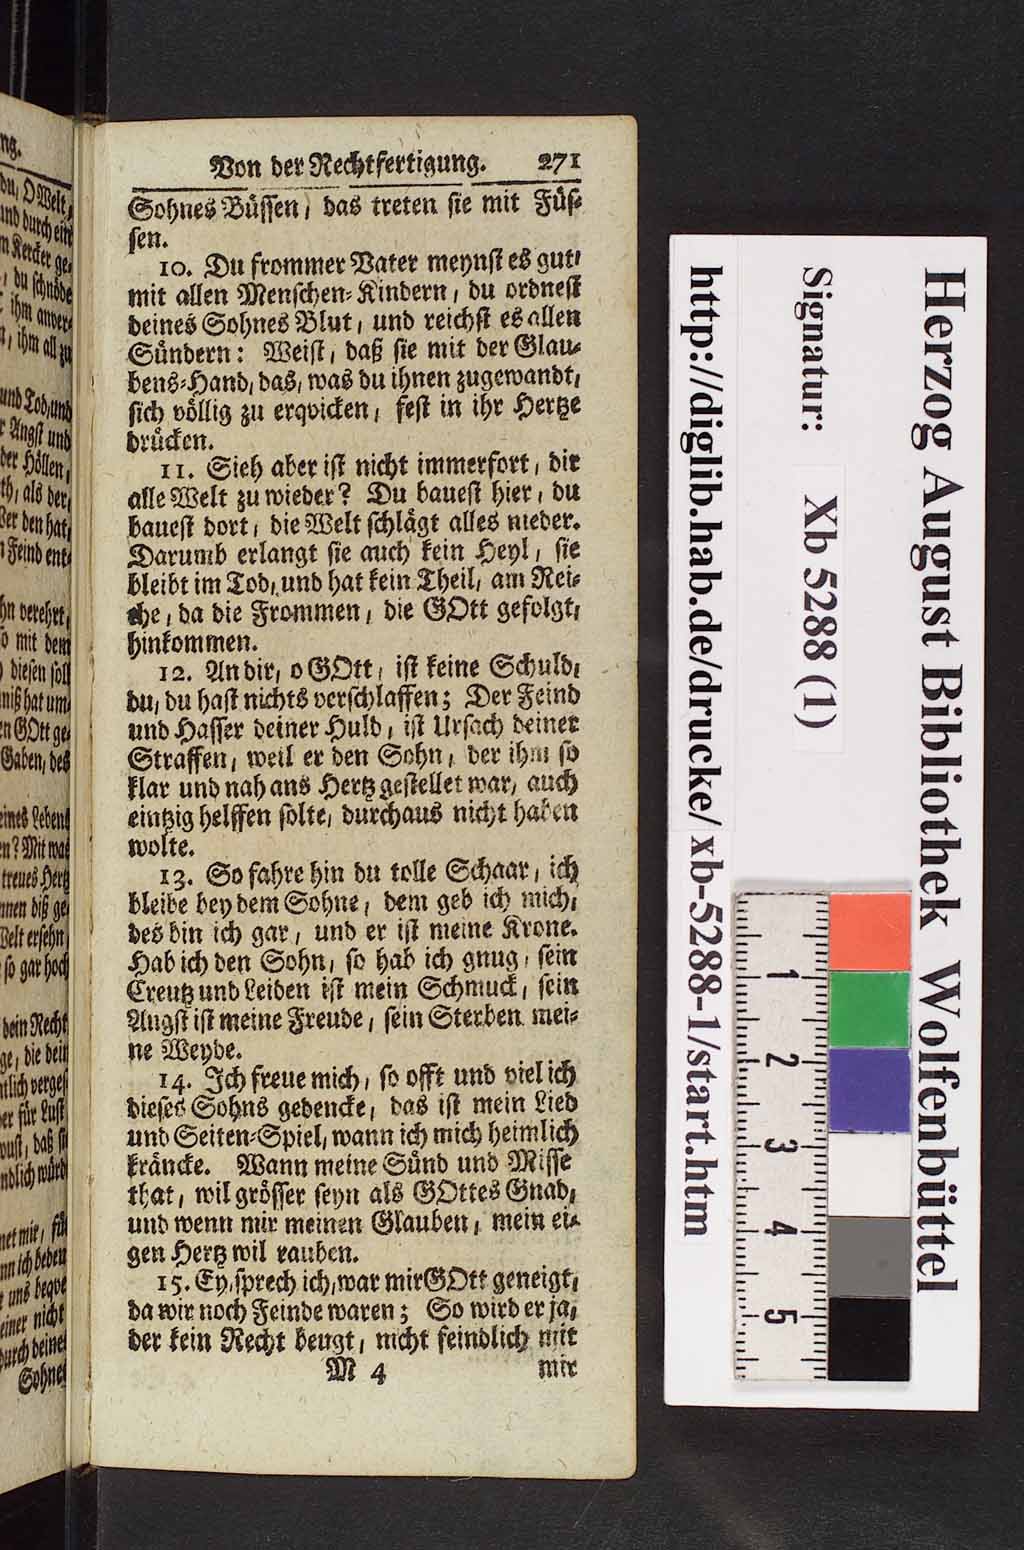 Von der Rechtfertigung. 271
Sohnes Büssen, das treten sie mit Füs-
sen.
10. Du frommer Vater meynst es gut,
mit allen Menschen-Kindern, du ordnest
deines Sohnes Blut, und reichst es allen
Sündern: Weist, daß sie mit der Glau-
bens-Hand, das, was du ihnen zugewandt,
sich völlig zu erqvicken, fest in ihr Hertze
drücken.
11. Sieh aber ist nicht immerfort, dir
alle Welt zu wieder? Du bauest hier, du
bauest dort, die Welt schlägt alles nieder.
Darumb erlangt sie auch kein Heyl, sie
bleibt im Tod, und hat kein Theil, am Rei-
che, da die Frommen, die GOtt gefolgt,
hinkommen.
12. An dir, o GOtt, ist keine Schuld,
du, du hast nichts verschlaffen; Der Feind
und Hasser deiner Huld, ist Ursach deiner
Straffen, weil er den Sohn, der ihm so
klar und nah ans Hertz gestellet war, auch
eintzig helffen solte, durchaus nicht haben
wolte.
13. So fahre hin du tolle Schaar, ich
bleibe bey dem Sohne, dem geb ich mich,
des bin ich gar, und er ist meine Krone.
Hab ich den Sohn, so hab ich gnug, sein
Creutz und Leiden ist mein Schmuck, sein
Angst ist meine Freude, sein Sterben mei-
ne Weyde.
14. Ich freue mich, so offt und viel ich
dieses Sohns gedencke, das ist mein Lied
und Seiten-Spiel, wann ich mich heimlich
kräncke. Wann meine Sünd und Misse
that, wil grösser seyn als GOttes Gnad,
und wenn mir meinen Glauben, mein ei-
gen Hertz wil rauben.
15. Ey, sprech ich, war mir GOtt geneigt,
da wir noch Feinde waren; So wird er ja,
der kein Recht beugt, nicht feindlich mit
M 4 mir
Herzog August Bibliothek Wolfenbüttel
Signatur: Xb 5288 (1)
http://diglib.hab.de/drucke/xb-5288-1/start.htm
1
2
3
4
5